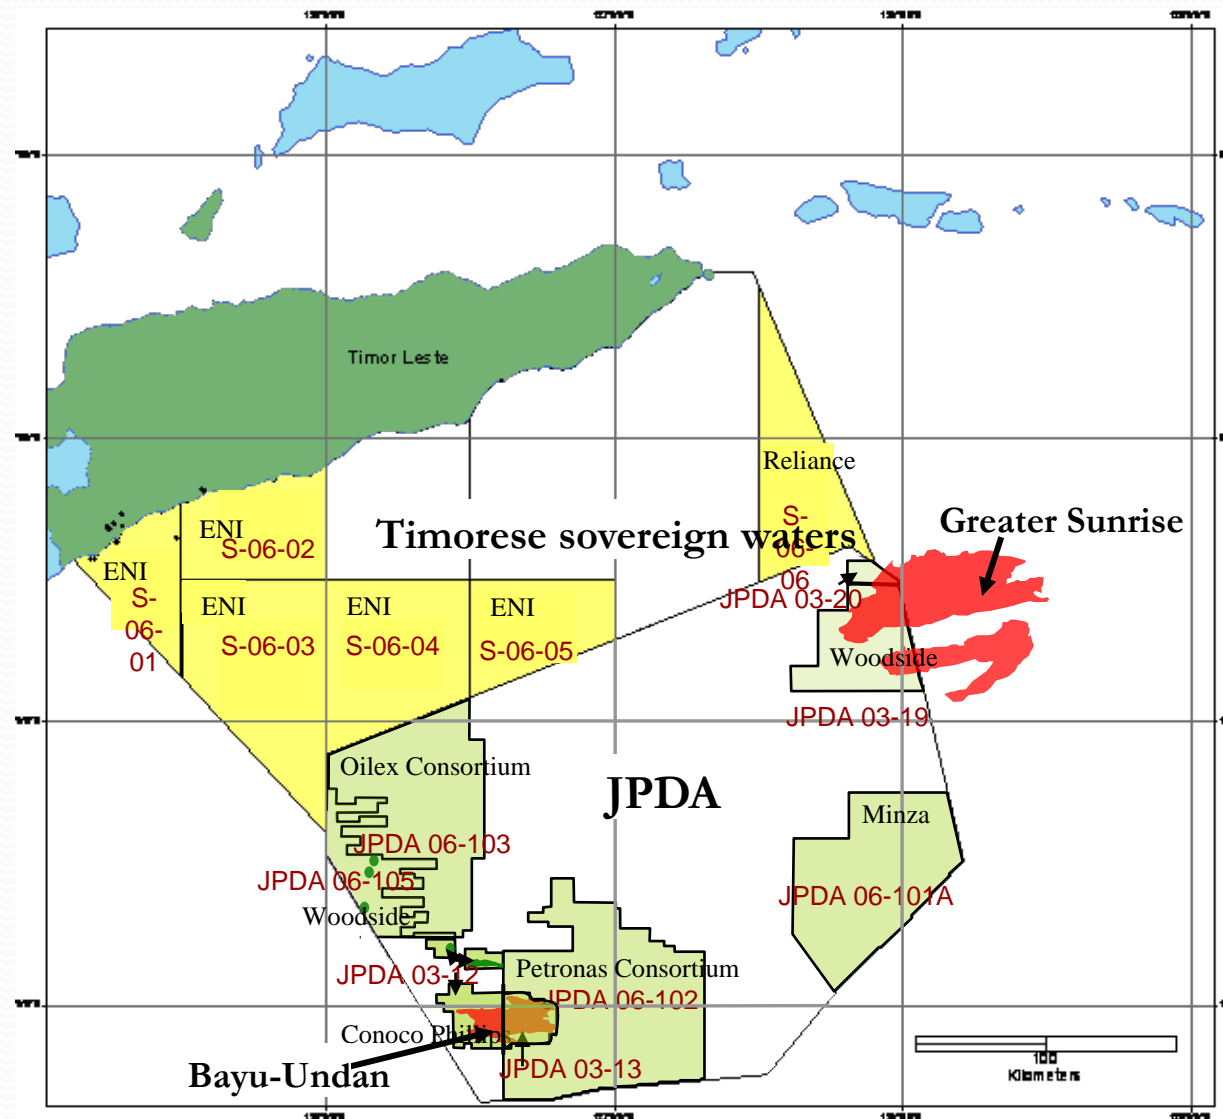 Timor Leste
Reliance
S-
06-
06
Greater Sunrise
Timorese sovereign waters
ENI
S-06-02
ENI
S-
06-
01
ENI
S-06-03
ENI
S-06-04
ENI
S-06-05
JPDA 03-20
Woodside
JPDA 03-19
Oilex Consortium
JPDA
Minza
JPDA 06-103
JPDA 06-105
JPDA 06-101A
Woodside
JPDA 03-12
Petronas Consortium
JPDA 06-102
Conoco Phillips
JPDA 03-13
Bayu-Undan
100
Kilometers